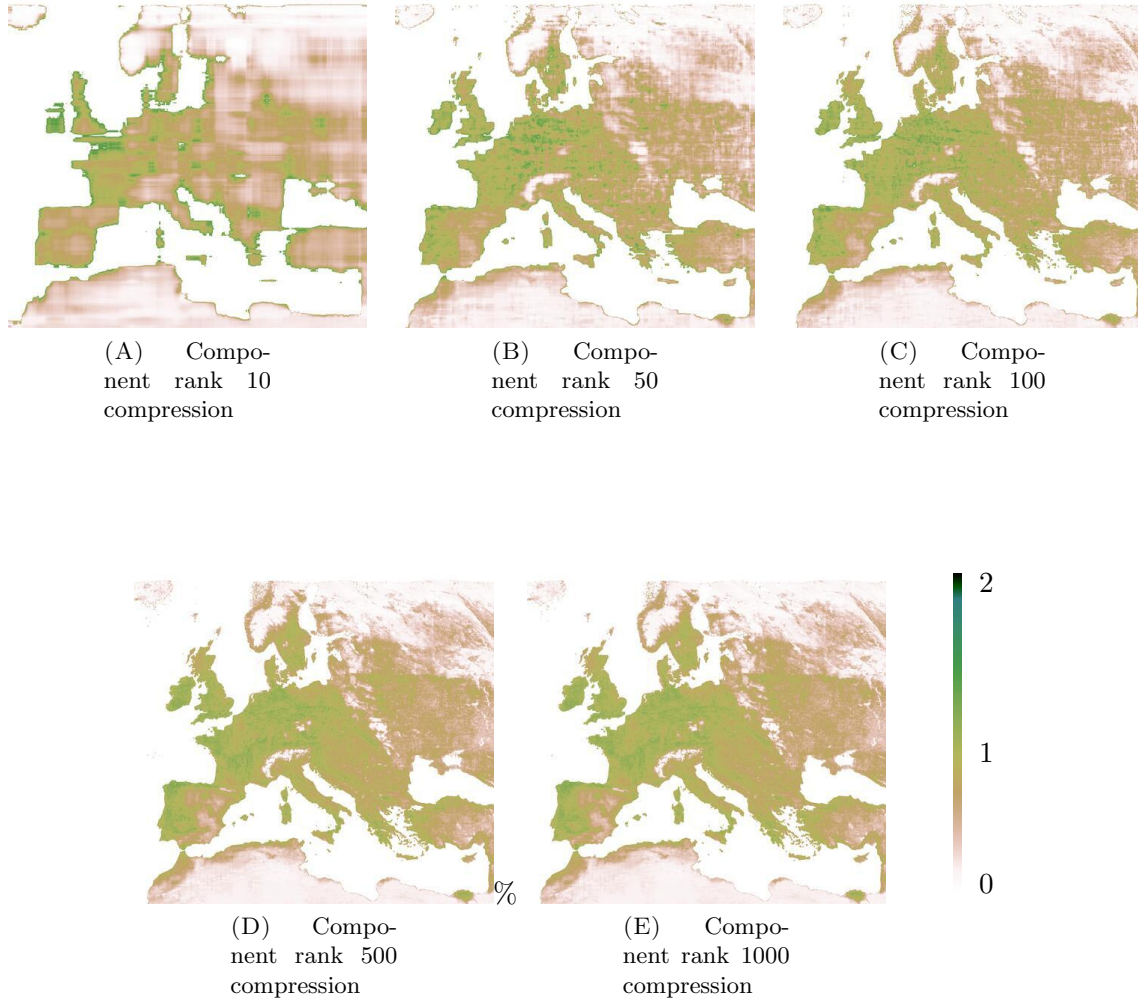 (A) Compo-
nent rank 10
compression
(B) Compo-
nent rank 50
compression
(C) Compo-
nent rank 100
compression
2
1
0
%
(D) Compo-
nent rank 500
compression
(E) Compo-
nent rank 1000
compression